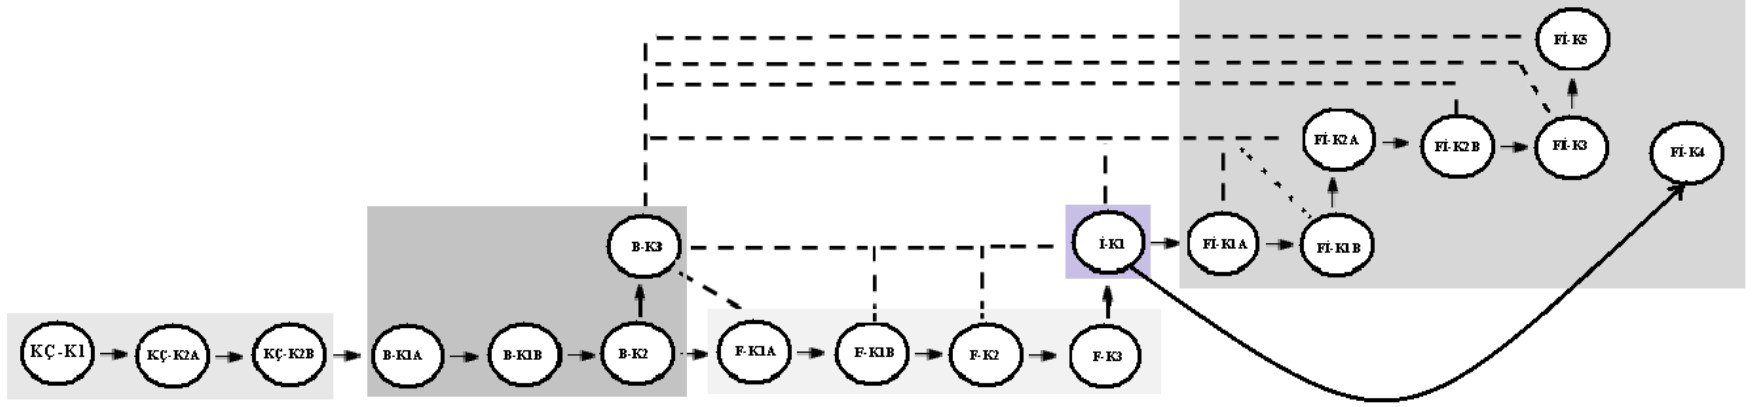 Fİ-K5
Fİ-K2A
Fİ-K2B
Fİ-K3
Fİ-K4
B-K3
İ-K1
Fİ-K1A
Fİ-K1B
KÇ-K1
KÇ-K2A
KÇ-K2B
B-K1A
B-K1B
B-K2
F-K1A
F-K1B
F-K2
F-K3